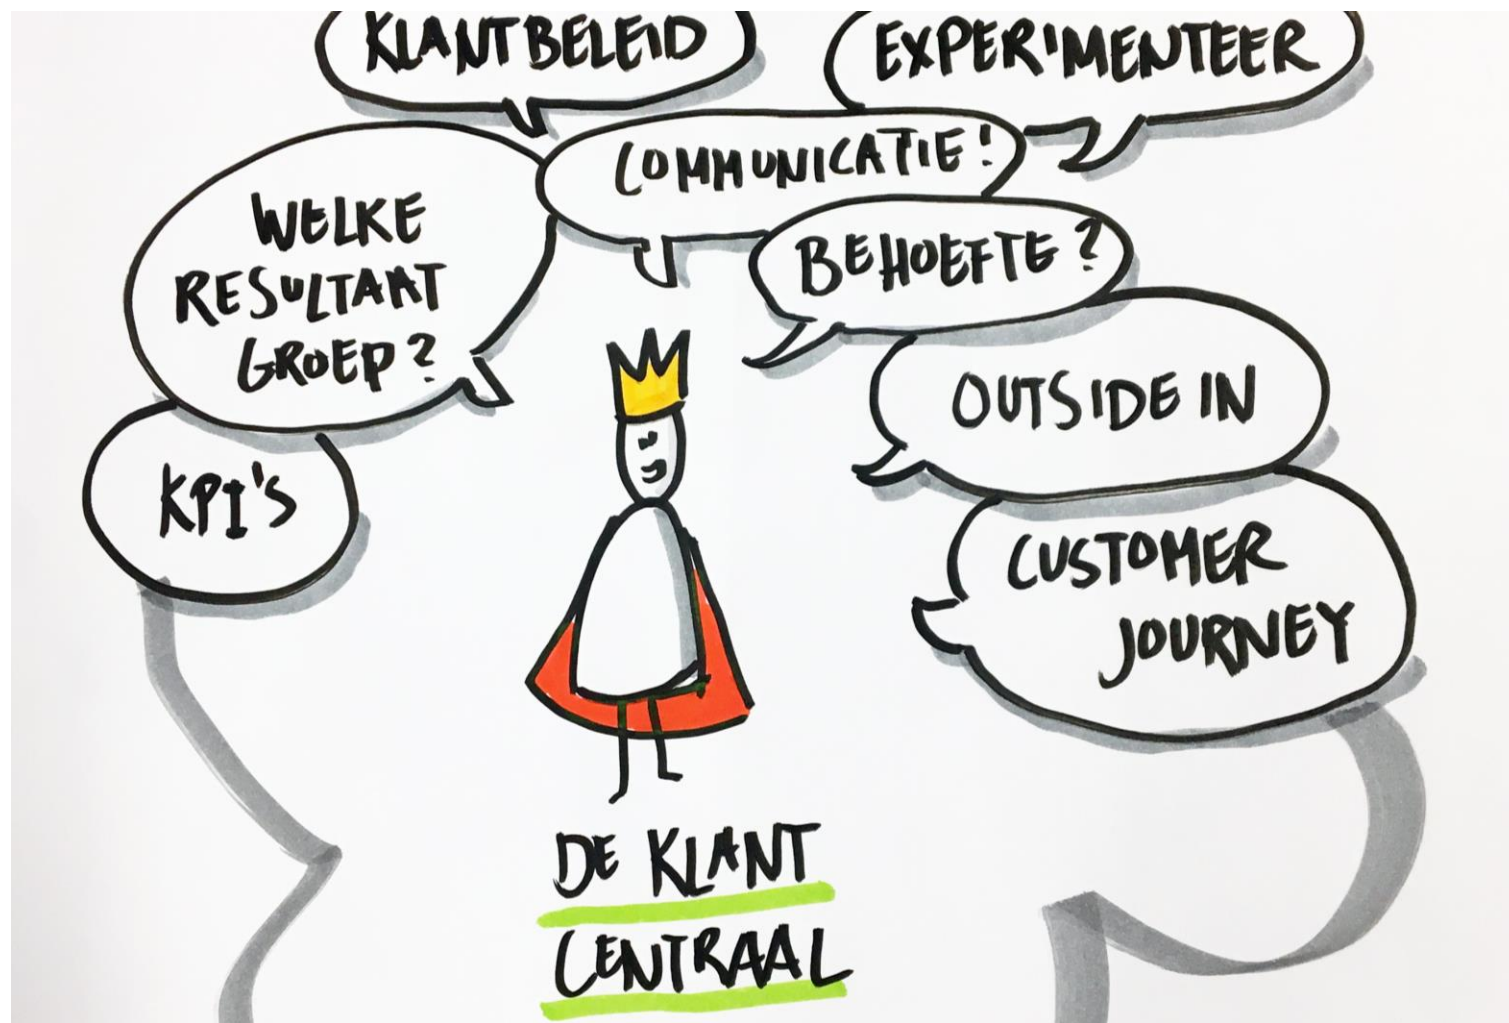 KLANTBELEID
EXPERIMENTEER
COMMUNICATIE!
WELKE
RESULTAAT
GROEP?
BEHOEFTE?
OUTSIDE IN
KPI'S
CUSTOMER
JOURNEY
DE KLANT
CENTRAAL